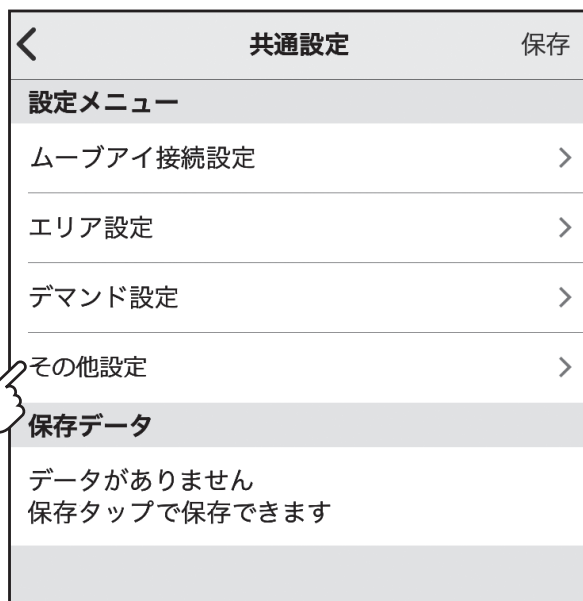 共通設定
保存
設定メニュー
ムーブアイ接続設定
エリア設定
デマンド設定
その他設定
保存データ
データがありません
保存タップで保存できます